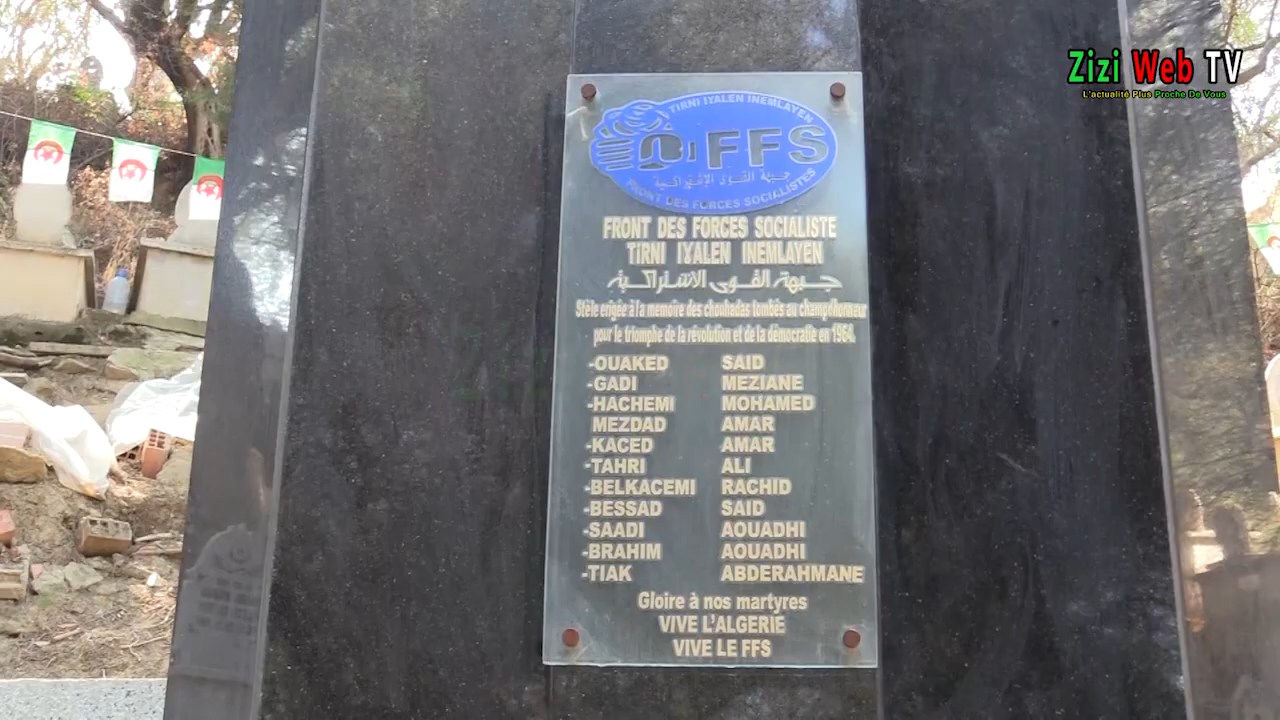 Zizi Web TV
L'actualité Plus Proche De Vous
TIRNI IƔALEN INEMLAYEN
FFS
جبهة القوى الإشتراكية
FRONT DES FORCES SOCIALISTES
FRONT DES FORCES SOCIALISTE
TIRNI IƔALEN INEMLAYEN
جبهة القوى الاشتراكية
Stèle erigée à la memoire des chouhadas tombès au champ d'honneur
pour le triomphe de la révolution et de la démocratie en 1964.
-OUAKED SAID
-GADI MEZIANE
-HACHEMI MOHAMED
MEZDAD AMAR
-KACED AMAR
-TAHRI ALI
-BELKACEMI RACHID
-BESSAD SAID
-SAADI AOUADHI
-BRAHIM AOUADHI
-TIAK ABDERAHMANE
Gloire à nos martyres
VIVE L'ALGERIE
VIVE LE FFS